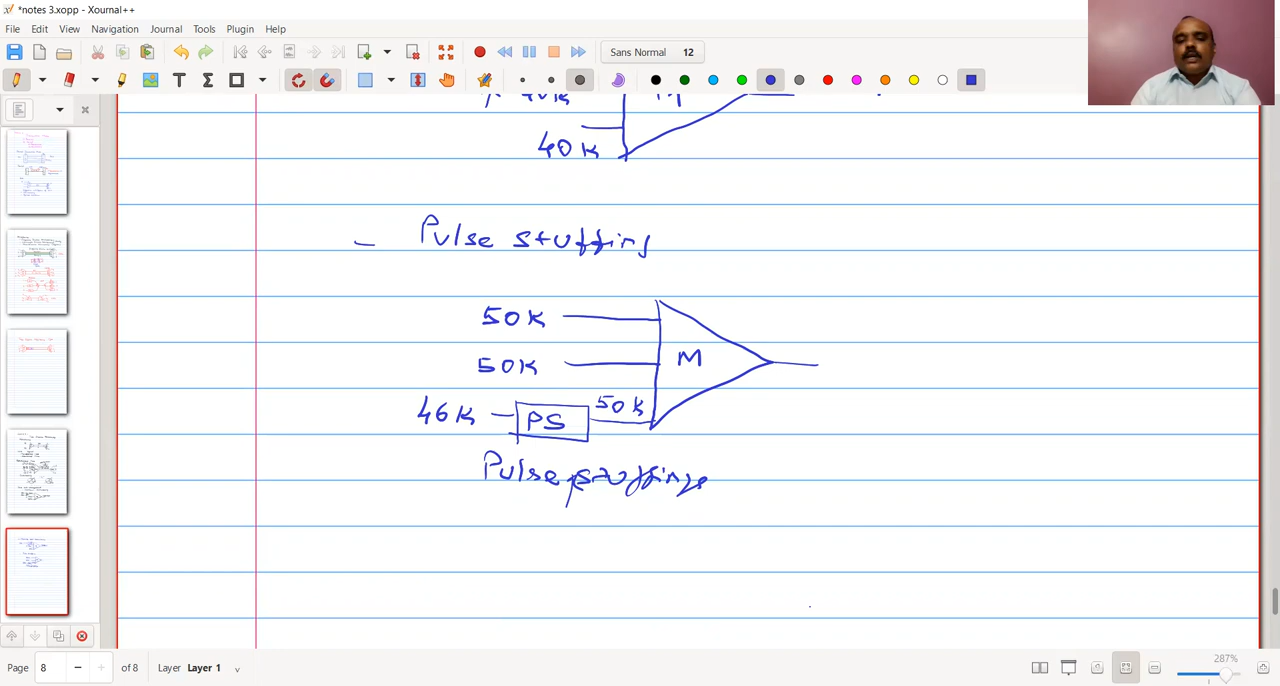 *notes 3.xopp - Xournal++
File Edit View Navigation Journal Tools Plugin Help
Sans Normal 12
40K
M
40K
- Pulse stuffing
50K
50K M
46K PS 50K
Pulse stuffing
Page 8 of 8 Layer Layer 1 287%